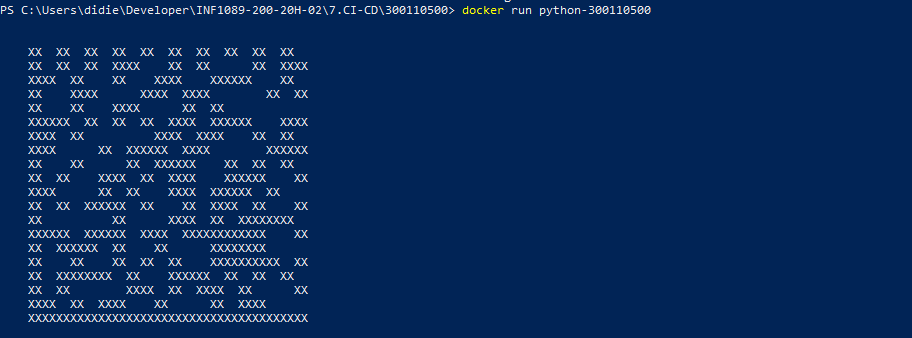 PS C:\Users\didie\Developer\INF1089-200-20H-02\7.CI-CD\300110500> docker run python-300110500
XX  XX  XX  XX  XX  XX  XX  XX  XX  XX
XX  XX  XX  XXXX    XX  XX      XX  XXXX
XXXX  XX    XX    XXXX    XXXXXX    XX
XX    XXXX      XXXX  XXXX        XX  XX
XX    XX    XXXX      XX  XX
XXXXXX  XX  XX  XX  XXXX  XXXXXX    XXXX
XXXX  XX          XXXX  XXXX    XX  XX
XXXX      XX  XXXXXX  XXXX        XXXXXX
XX    XX      XX  XXXXXX    XX  XX  XX
XX  XX    XXXX  XX  XXXX    XXXXXX    XX
XXXX      XX  XX    XXXX  XXXXXX  XX
XX  XX  XXXXXX  XX    XX  XXXX  XX    XX
XX          XX      XXXX  XX  XXXXXXXX
XXXXXX  XXXXXX  XXXX  XXXXXXXXXXXX    XX
XX  XXXXXX  XX    XX      XXXXXXXX
XX    XX    XX  XX  XX    XXXXXXXXXX  XX
XX  XXXXXXXX  XX    XXXXXX  XX  XX  XX
XX    XX        XXXX  XX  XXXX  XX      XX
XXXX  XX  XXXX    XX      XX  XXXX
XXXXXXXXXXXXXXXXXXXXXXXXXXXXXXXXXXXXXXXX